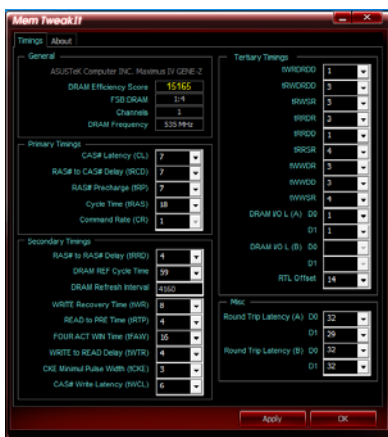 Mem TweakIt
Timings About
General
ASUSTeK Computer INC. Maximus IV GENE-Z
DRAM Efficiency Score 15165
FSB:DRAM 1:4
Channels 1
DRAM Frequency 535 MHz
Primary Timings
CAS# Latency (CL) 7
RAS# to CAS# Delay (tRCD) 7
RAS# Precharge (tRP) 7
Cycle Time (tRAS) 18
Command Rate (CR) 1
Secondary Timings
RAS# to RAS# Delay (tRRD) 4
DRAM REF Cycle Time 59
DRAM Refresh Interval 4160
WRITE Recovery Time (tWR) 8
READ to PRE Time (tRTP) 4
FOUR ACT WIN Time (tFAW) 16
WRITE to READ Delay (tWTR) 4
CKE Minimul Pulse Width (tCKE) 3
CAS# Write Latency (tWCL) 6
Tertiary Timings
tWRDRDD 1
tRWDRDD 3
tRWSR 3
tRRDR 3
tRRDD 1
tRRSR 4
tWWDR 3
tWWDD 3
tWWSR 4
DRAM IO L (A) D0 1
D1 1
DRAM IO L (B) D0
D1
RTL Offset 14
Misc
Round Trip Latency (A) D0 32
D1 29
Round Trip Latency (B) D0 32
D1 32
Apply OK